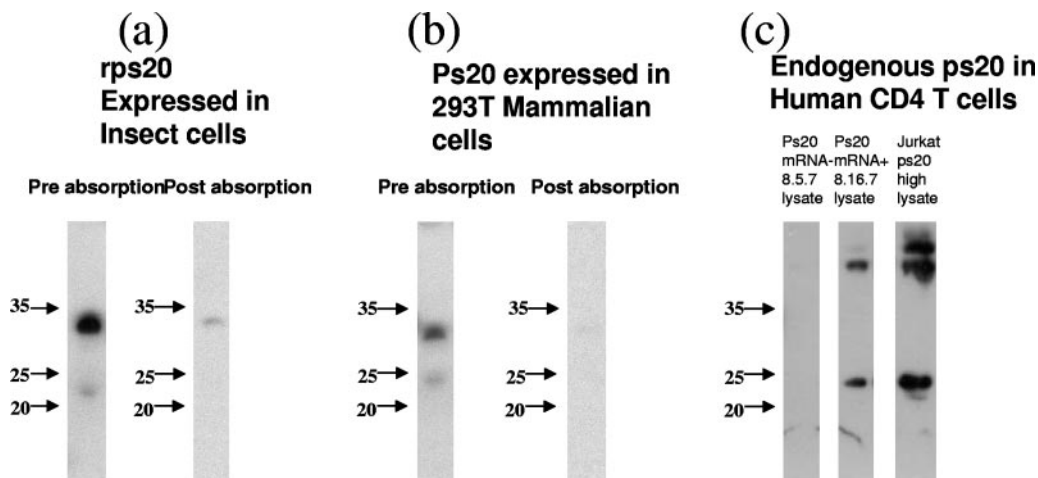 (a)
rps20
Expressed in
Insect cells
Pre absorption Post absorption
35
25
20
35
25
20
(b)
Ps20 expressed in
293T Mammalian
cells
Pre absorption Post absorption
35
25
20
35
25
20
(c)
Endogenous ps20 in
Human CD4 T cells
Ps20
mRNA-
8.5.7
lysate
Ps20
mRNA+
8.16.7
lysate
Jurkat
ps20
high
lysate
35
25
20